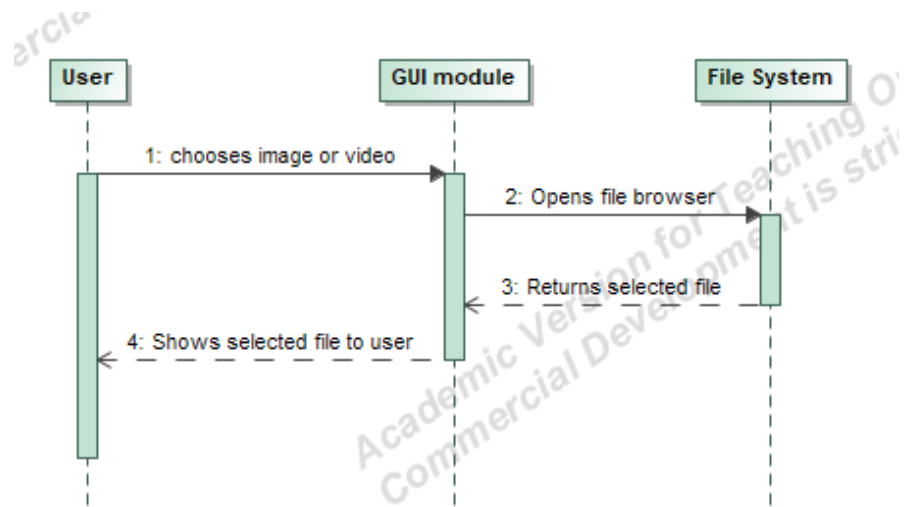 User
GUI module
File System
1: chooses image or video
2: Opens file browser
3: Returns selected file
4: Shows selected file to user
Academic Version for Teaching O
Commercial Development is stri
ercia